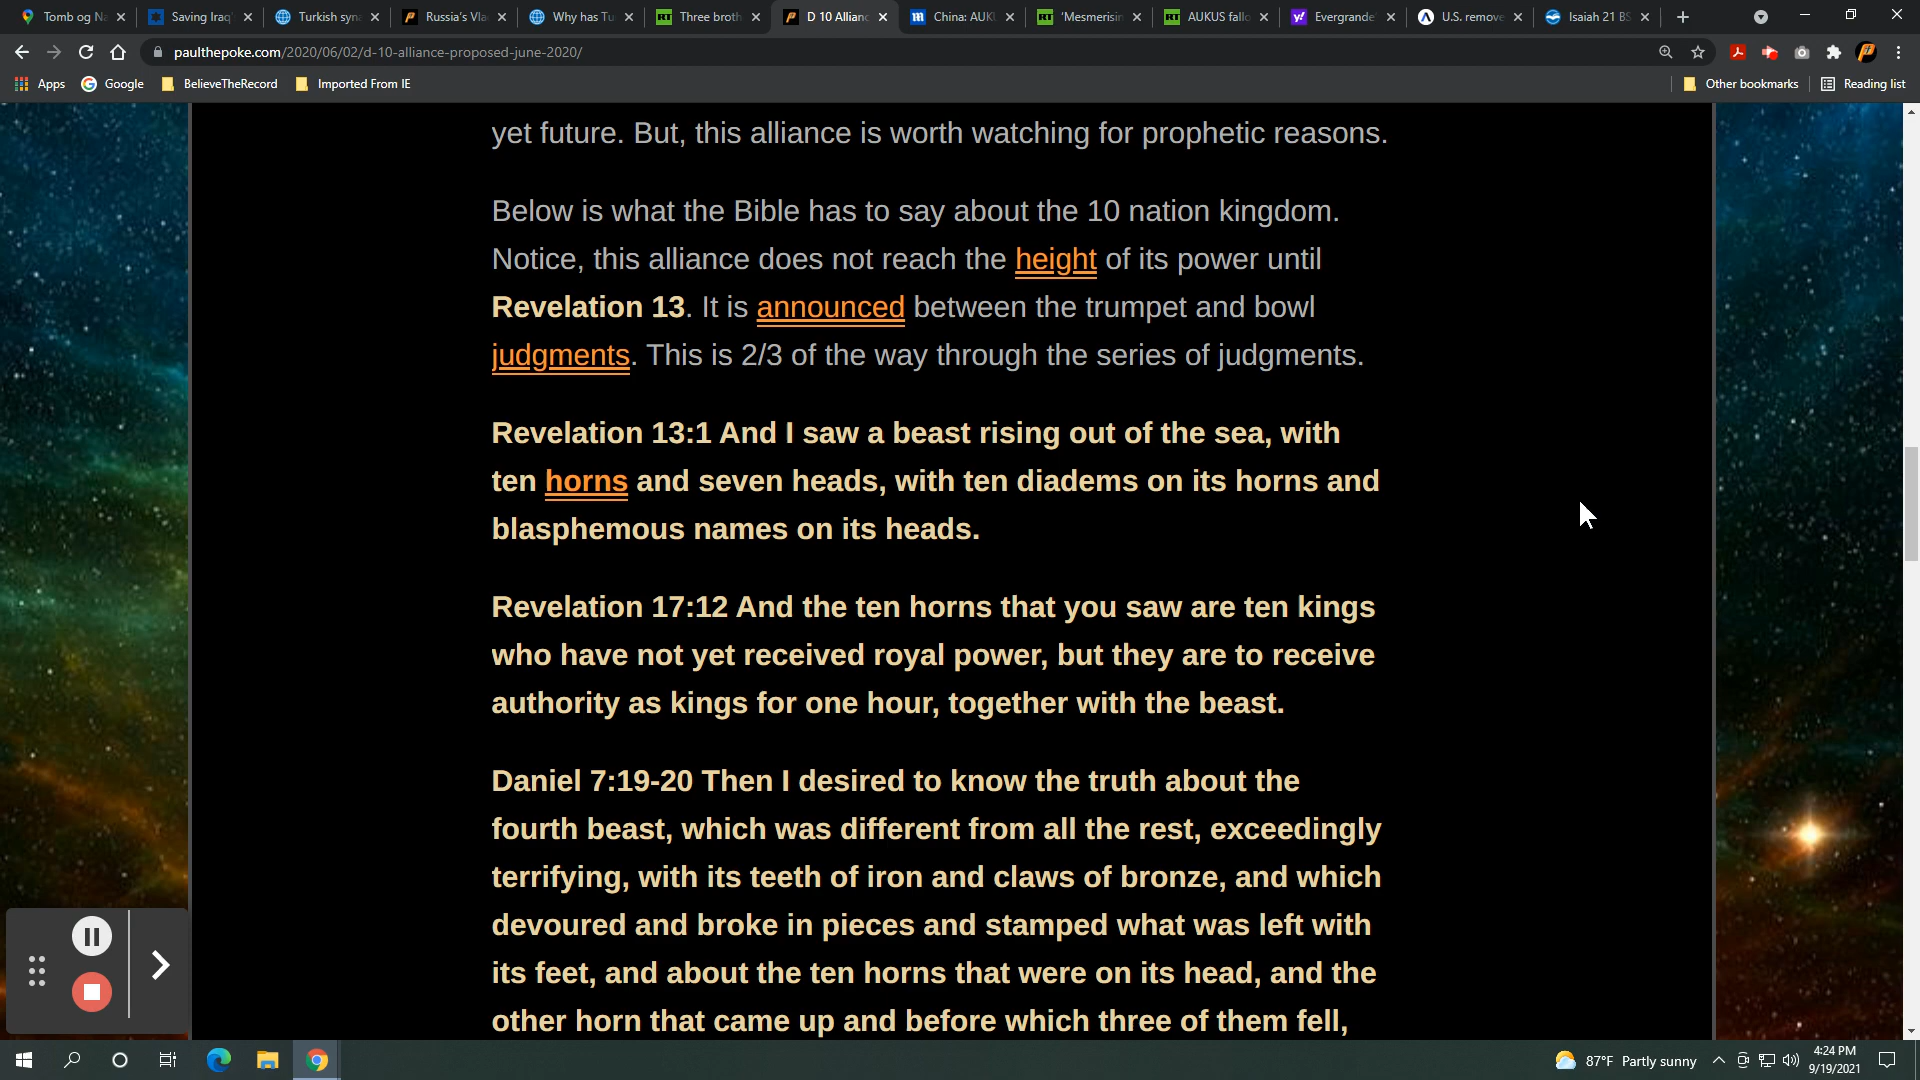 Tomb og Na
Saving Iraq'
Turkish syna
Russia's Vla
Why has Tu
Three broth
D 10 Allianc
China: AUKU
'Mesmerisin
AUKUS fallo
Evergrande'
U.S. remove
Isaiah 21 BS
paulthepoke.com/2020/06/02/d-10-alliance-proposed-june-2020/
Apps
Google
BelieveTheRecord
Imported From IE
Other bookmarks
Reading list
yet future. But, this alliance is worth watching for prophetic reasons.
Below is what the Bible has to say about the 10 nation kingdom.
Notice, this alliance does not reach the height of its power until
Revelation 13. It is announced between the trumpet and bowl
judgments. This is 2/3 of the way through the series of judgments.
Revelation 13:1 And I saw a beast rising out of the sea, with
ten horns and seven heads, with ten diadems on its horns and
blasphemous names on its heads.
Revelation 17:12 And the ten horns that you saw are ten kings
who have not yet received royal power, but they are to receive
authority as kings for one hour, together with the beast.
Daniel 7:19-20 Then I desired to know the truth about the
fourth beast, which was different from all the rest, exceedingly
terrifying, with its teeth of iron and claws of bronze, and which
devoured and broke in pieces and stamped what was left with
its feet, and about the ten horns that were on its head, and the
other horn that came up and before which three of them fell,
87°F Partly sunny
4:24 PM
9/19/2021